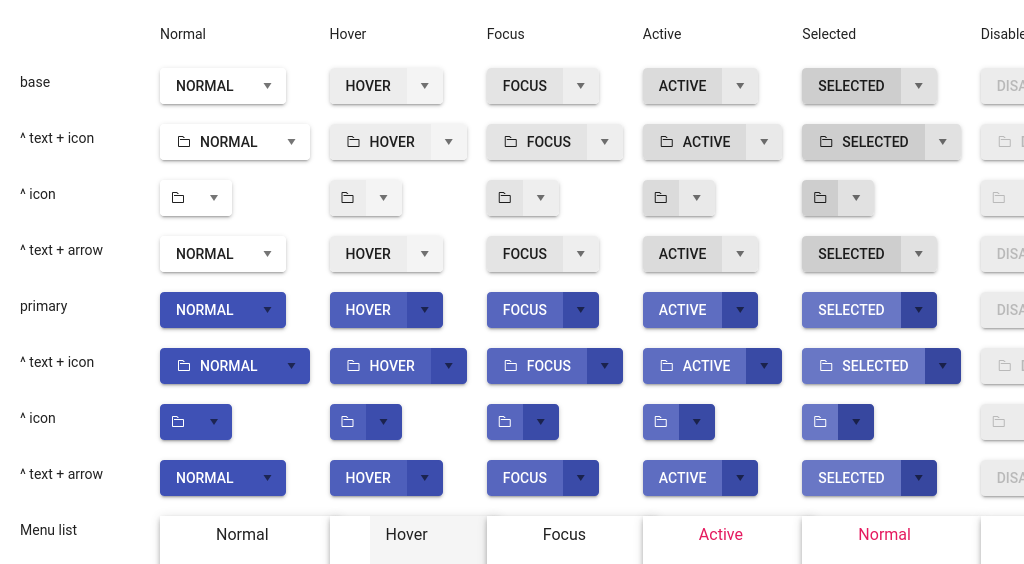 Normal Hover Focus Active Selected Disable
base NORMAL HOVER FOCUS ACTIVE SELECTED DISA
^ text + icon NORMAL HOVER FOCUS ACTIVE SELECTED D
^ icon
^ text + arrow NORMAL HOVER FOCUS ACTIVE SELECTED DISA
primary NORMAL HOVER FOCUS ACTIVE SELECTED DISA
^ text + icon NORMAL HOVER FOCUS ACTIVE SELECTED D
^ icon
^ text + arrow NORMAL HOVER FOCUS ACTIVE SELECTED DISA
Menu list Normal Hover Focus Active Normal